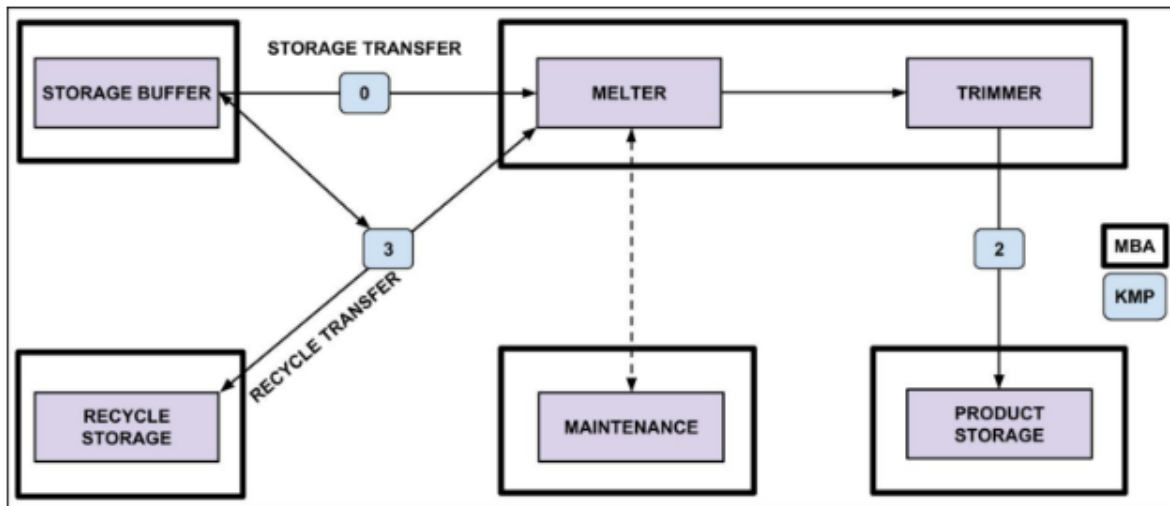 STORAGE TRANSFER
STORAGE BUFFER
0
MELTER
TRIMMER
3
2
MBA
KMP
RECYCLE TRANSFER
RECYCLE
STORAGE
MAINTENANCE
PRODUCT
STORAGE